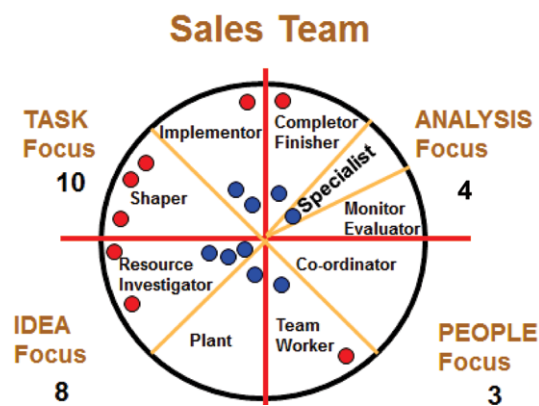 Sales Team
TASK
Focus
10
ANALYSIS
Focus
4
Implementor
Completor
Finisher
Specialist
Shaper
Monitor
Evaluator
Resource
Investigator
Co-ordinator
Plant
Team
Worker
IDEA
Focus
8
PEOPLE
Focus
3